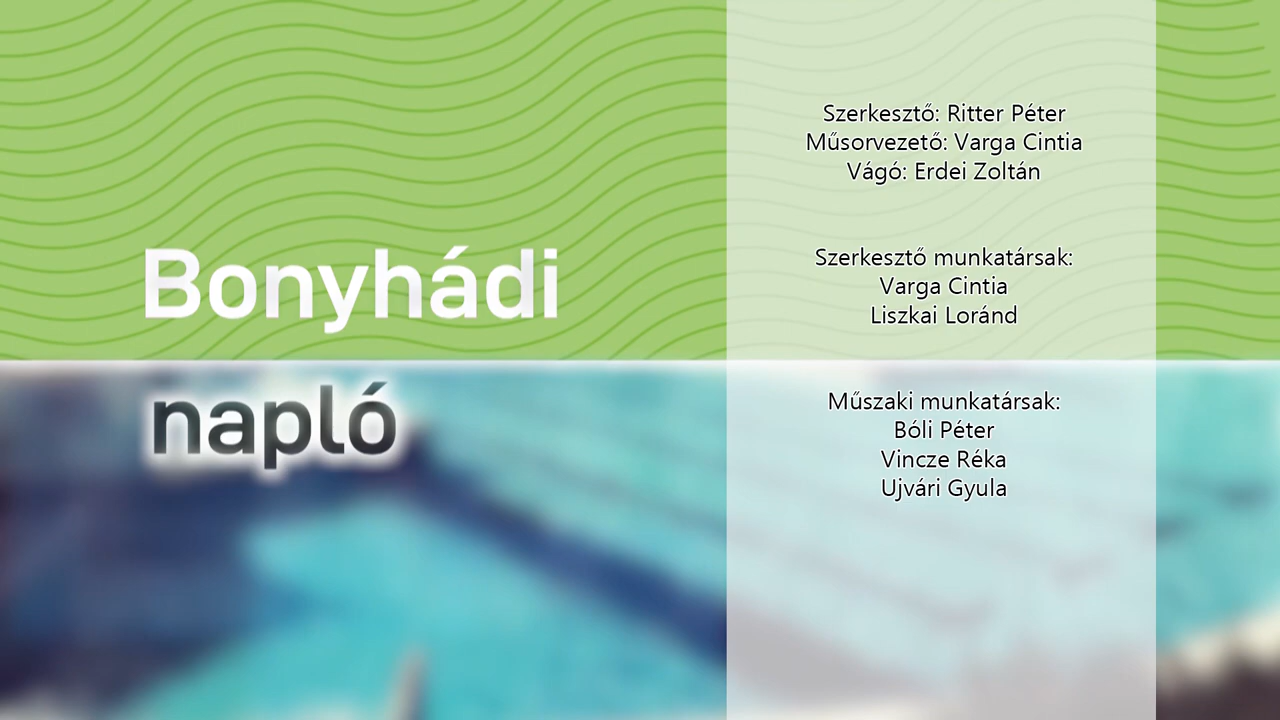 Bonyhádi
napló
Szerkesztő: Ritter Péter
Műsorvezető: Varga Cintia
Vágó: Erdei Zoltán
Szerkesztő munkatársak:
Varga Cintia
Liszkai Loránd
Műszaki munkatársak:
Bóli Péter
Vincze Réka
Ujvári Gyula